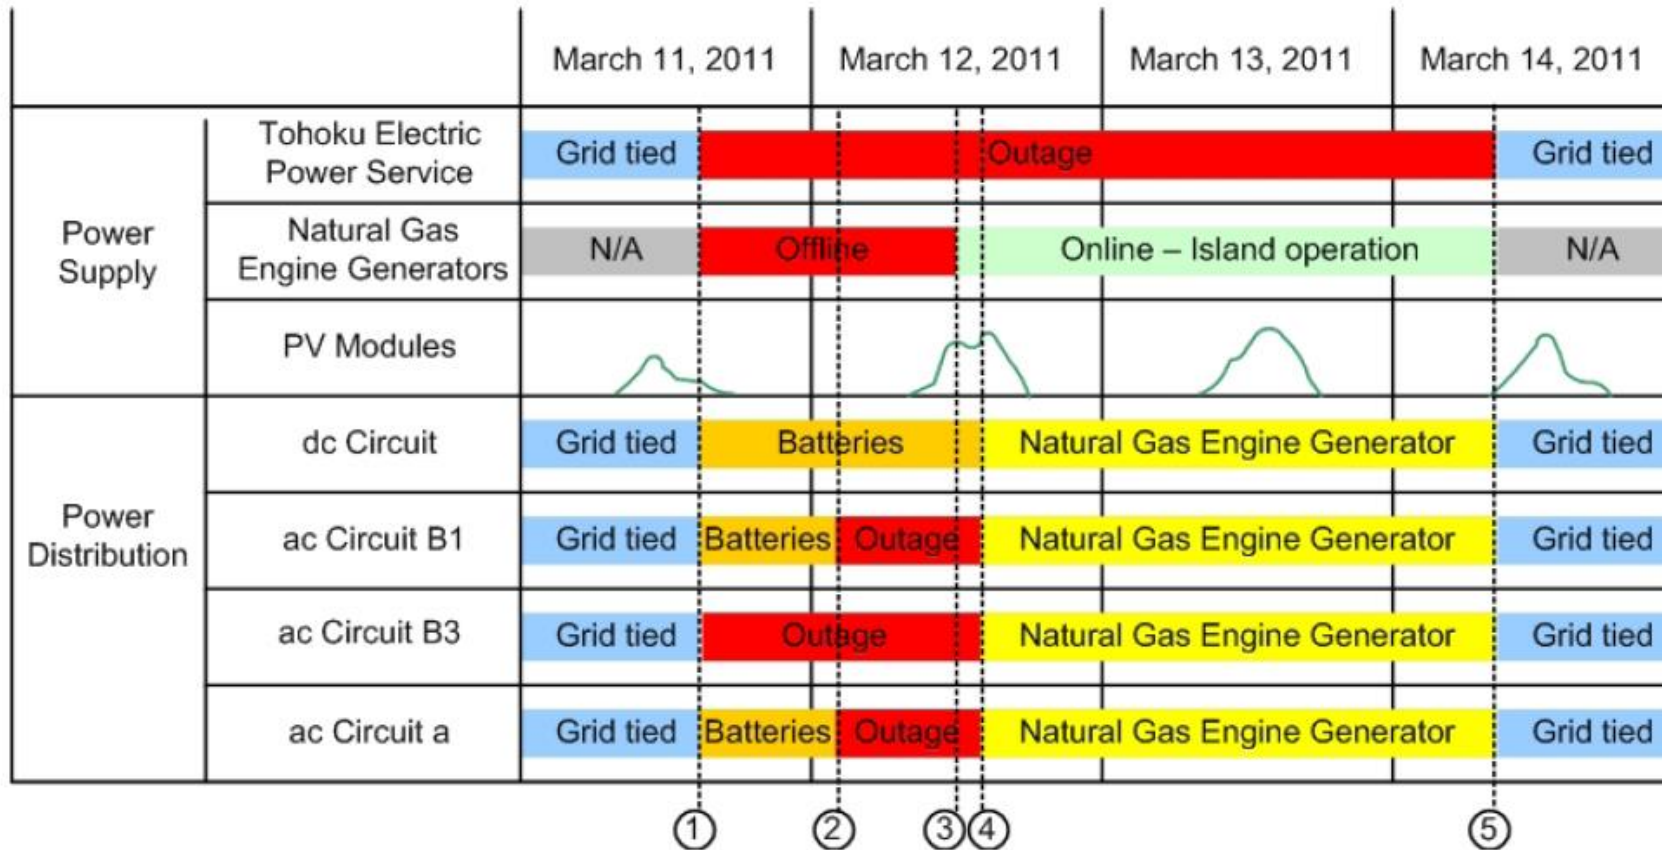 March 11, 2011 March 12, 2011 March 13, 2011 March 14, 2011
Power
Supply
Tohoku Electric
Power Service
Grid tied Outage Grid tied
Natural Gas
Engine Generators
N/A Offline Online – Island operation N/A
PV Modules
Power
Distribution
dc Circuit
Grid tied Batteries Natural Gas Engine Generator Grid tied
ac Circuit B1
Grid tied Batteries Outage Natural Gas Engine Generator Grid tied
ac Circuit B3
Grid tied Outage Natural Gas Engine Generator Grid tied
ac Circuit a
Grid tied Batteries Outage Natural Gas Engine Generator Grid tied
1 2 3 4 5